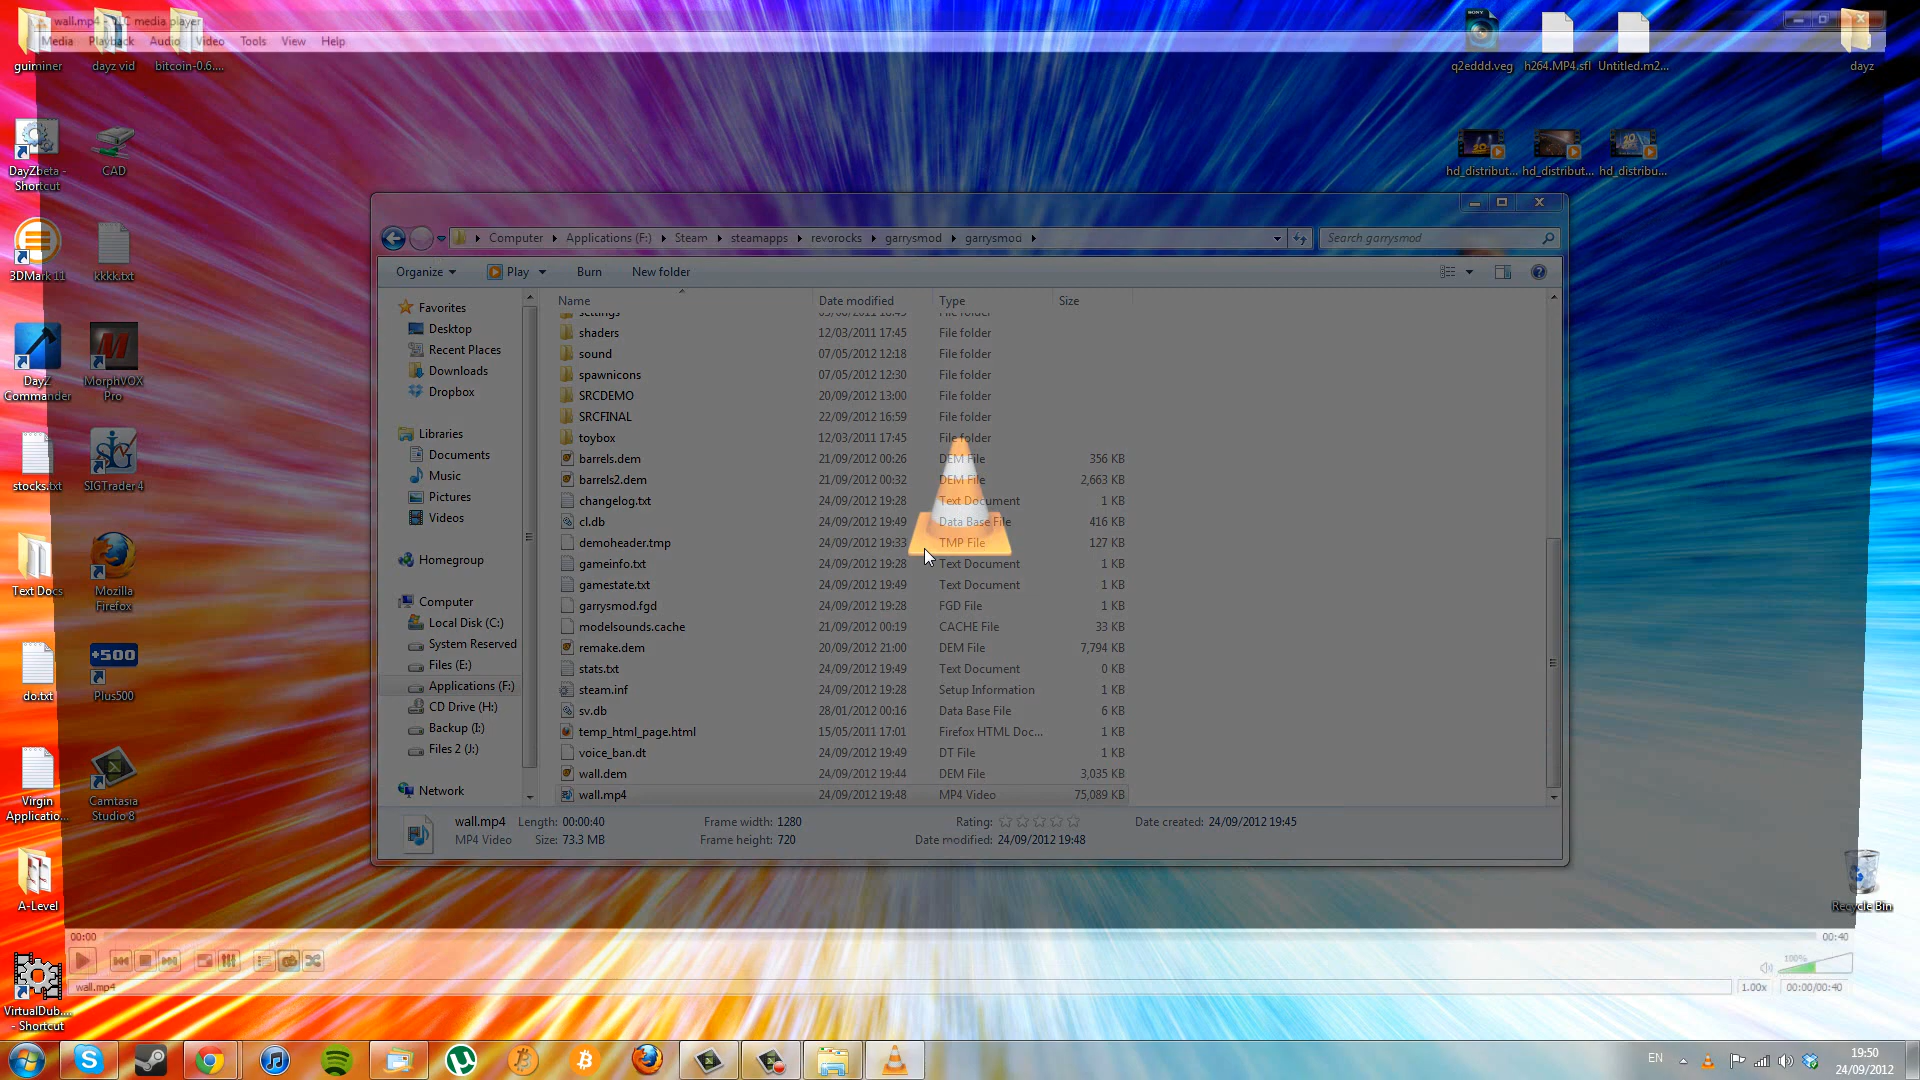 wall.mp4 - VLC media player
Media Playback Audio Video Tools View Help
guiminer
dayz vid
bitcoin-0.6....
q2eddd.veg
h264.MP4.sfl
Untitled.m2...
dayz
DayZbeta - Shortcut
CAD
hd_distribut...
hd_distribut...
hd_distribu...
3DMark 11
kkkk.txt
DayZ Commander
MorphVOX Pro
stocks.txt
SIGTrader 4
Text Docs
Mozilla Firefox
do.txt
+500
Plus500
Virgin Applicatio...
Camtasia Studio 8
A-Level
VirtualDub.... - Shortcut
Recycle Bin
Computer Applications (F:) Steam steamapps revorocks garrysmod garrysmod
Search garrysmod
Organize Play Burn New folder
Favorites
Desktop
Recent Places
Downloads
Dropbox
Libraries
Documents
Music
Pictures
Videos
Homegroup
Computer
Local Disk (C:)
System Reserved
Files (E:)
Applications (F:)
CD Drive (H:)
Backup (I:)
Files 2 (J:)
Network
Name Date modified Type Size
settings File folder
shaders 12/03/2011 17:45 File folder
sound 07/05/2012 12:18 File folder
spawnicons 07/05/2012 12:30 File folder
SRCDEMO 20/09/2012 13:00 File folder
SRCFINAL 22/09/2012 16:59 File folder
toybox 12/03/2011 17:45 File folder
barrels.dem 21/09/2012 00:26 DEM File 356 KB
barrels2.dem 21/09/2012 00:32 DEM File 2,663 KB
changelog.txt 24/09/2012 19:28 Text Document 1 KB
cl.db 24/09/2012 19:49 Data Base File 416 KB
demoheader.tmp 24/09/2012 19:33 TMP File 127 KB
gameinfo.txt 24/09/2012 19:28 Text Document 1 KB
gamestate.txt 24/09/2012 19:49 Text Document 1 KB
garrysmod.fgd 24/09/2012 19:28 FGD File 1 KB
modelsounds.cache 21/09/2012 00:19 CACHE File 33 KB
remake.dem 20/09/2012 21:00 DEM File 7,794 KB
stats.txt 24/09/2012 19:49 Text Document 0 KB
steam.inf 24/09/2012 19:28 Setup Information 1 KB
sv.db 28/01/2012 00:16 Data Base File 6 KB
temp_html_page.html 15/05/2011 17:01 Firefox HTML Doc... 1 KB
voice_ban.dt 24/09/2012 19:49 DT File 1 KB
wall.dem 24/09/2012 19:44 DEM File 3,035 KB
wall.mp4 24/09/2012 19:48 MP4 Video 75,089 KB
wall.mp4 Length: 00:00:40 Frame width: 1280 Rating: Date created: 24/09/2012 19:45
MP4 Video Size: 73.3 MB Frame height: 720 Date modified: 24/09/2012 19:48
00:00 00:40
100%
wall.mp4 1.00x 00:00/00:40
EN 19:50
24/09/2012